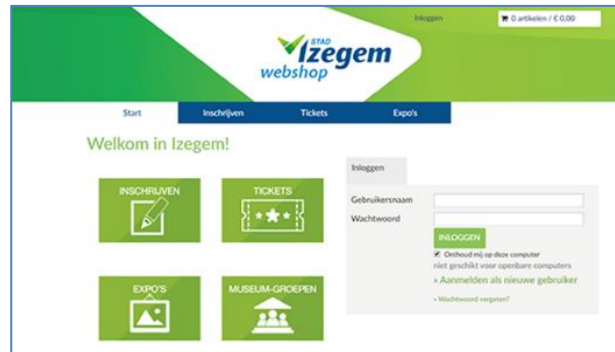 Inloggen
0 artikelen / € 0,00
STAD
Izegem
webshop
Start
Inschrijven
Tickets
Expo's
Welkom in Izegem!
INSCHRIJVEN
TICKETS
EXPO'S
MUSEUM-GROEPEN
Inloggen
Gebruikersnaam
Wachtwoord
INLOGGEN
Onthoud mij op deze computer
niet geschikt voor openbare computers
» Aanmelden als nieuwe gebruiker
» Wachtwoord vergeten?